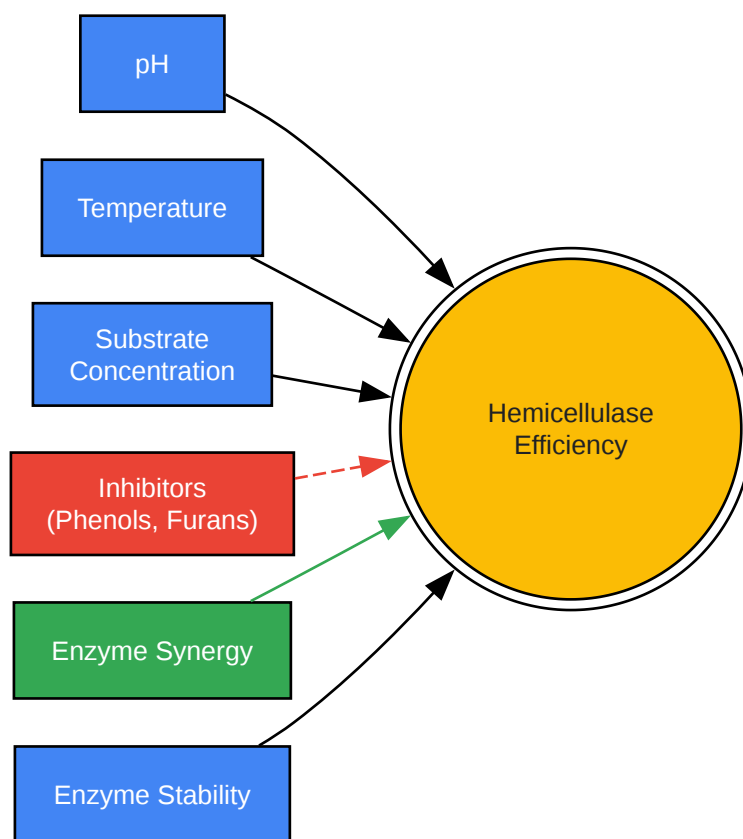 pH
Temperature
Substrate
Concentration
Inhibitors
(Phenols, Furans)
Enzyme Synergy
Enzyme Stability
Hemicellulase
Efficiency